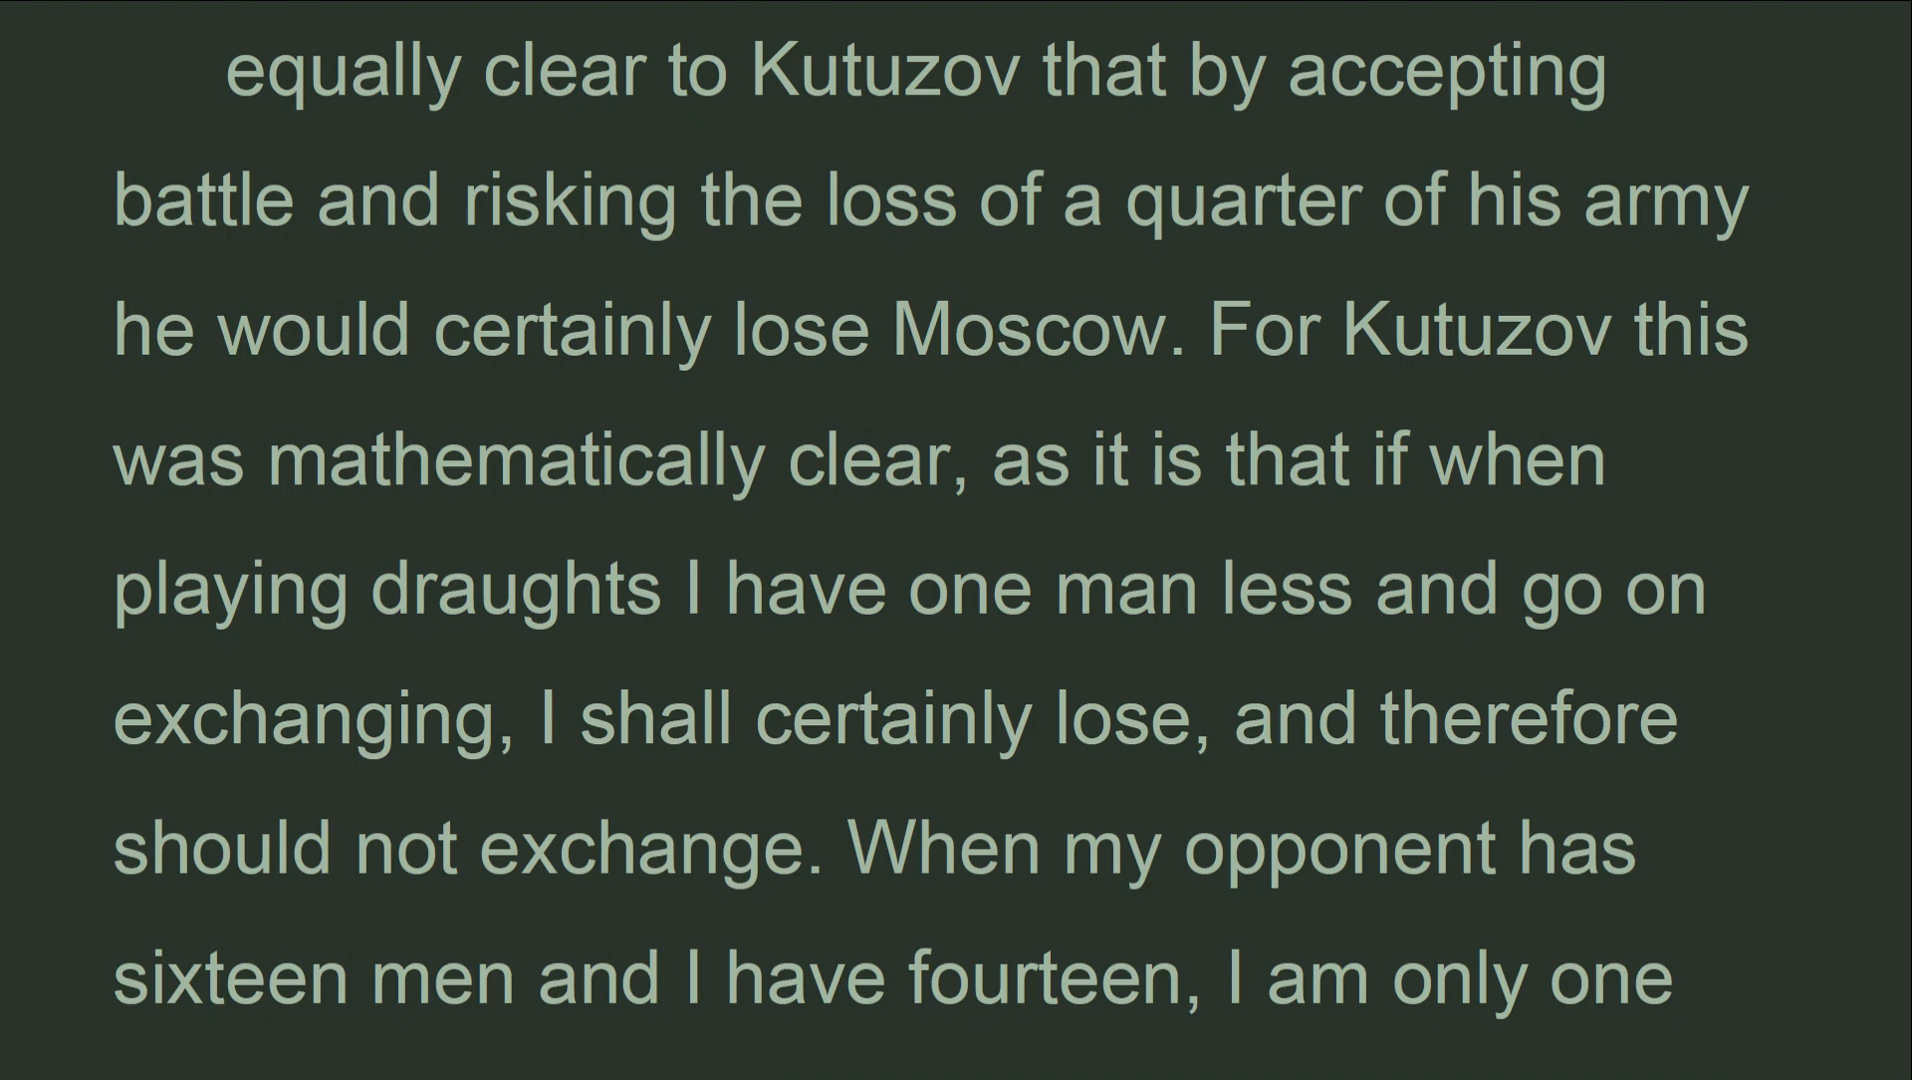 equally clear to Kutuzov that by accepting
battle and risking the loss of a quarter of his army
he would certainly lose Moscow. For Kutuzov this
was mathematically clear, as it is that if when
playing draughts I have one man less and go on
exchanging, I shall certainly lose, and therefore
should not exchange. When my opponent has
sixteen men and I have fourteen, I am only one